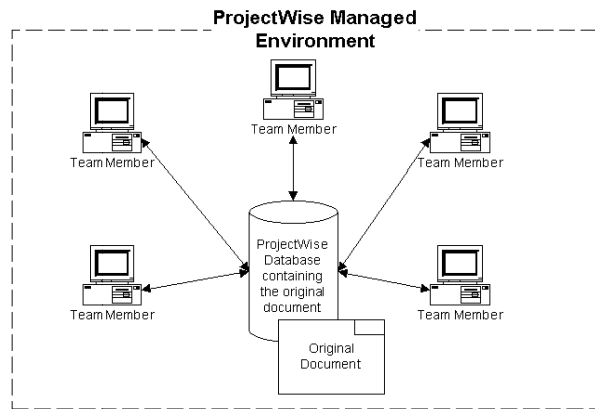 ProjectWise Managed
Environment
Team Member
Team Member
Team Member
ProjectWise
Database
containing
the original
document
Team Member
Team Member
Original
Document